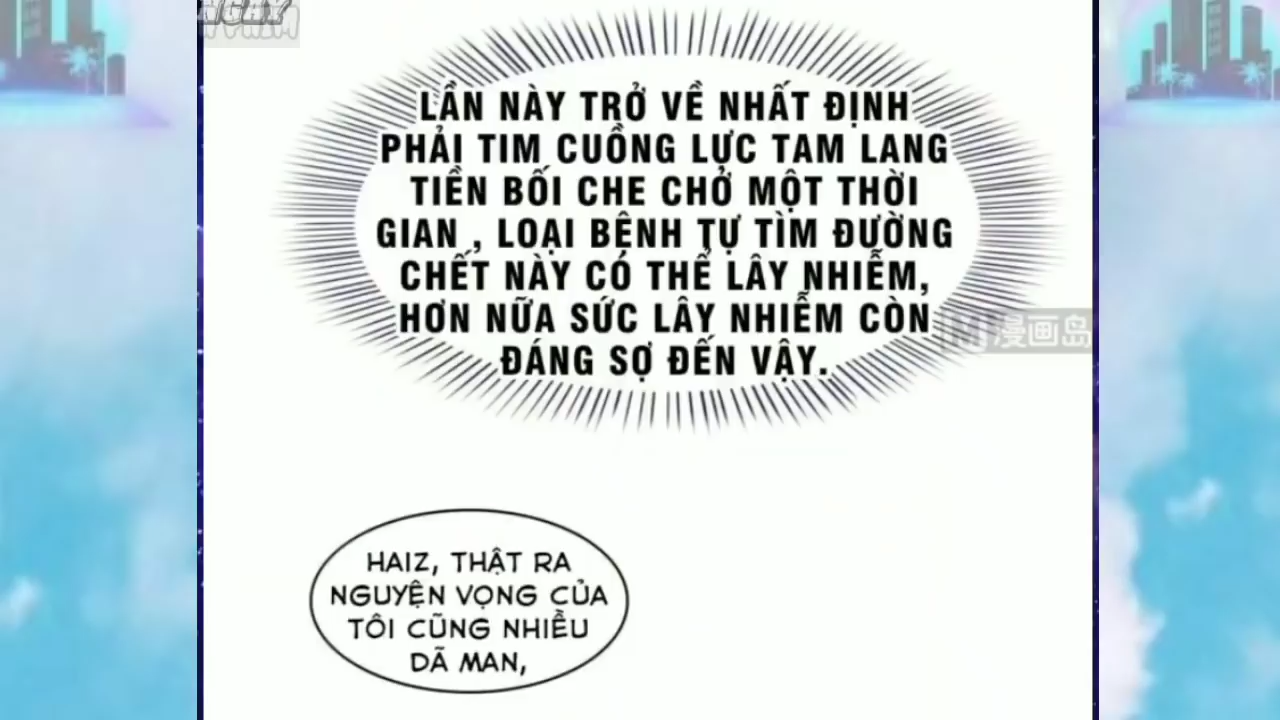 NGAY
LẦN NÀY TRỞ VỀ NHẤT ĐỊNH
PHẢI TIM CUỒNG LỰC TAM LANG
TIỀN BỐI CHE CHỞ MỘT THỜI
GIAN , LOẠI BỆNH TỰ TÌM ĐƯỜNG
CHẾT NÀY CÓ THỂ LÂY NHIỄM,
HƠN NỮA SỨC LÂY NHIỄM CÒN
ĐÁNG SỢ ĐẾN VẬY.
漫画岛
HAIZ, THẬT RA
NGUYỆN VỌNG CỦA
TÔI CŨNG NHIỀU
DÃ MAN,